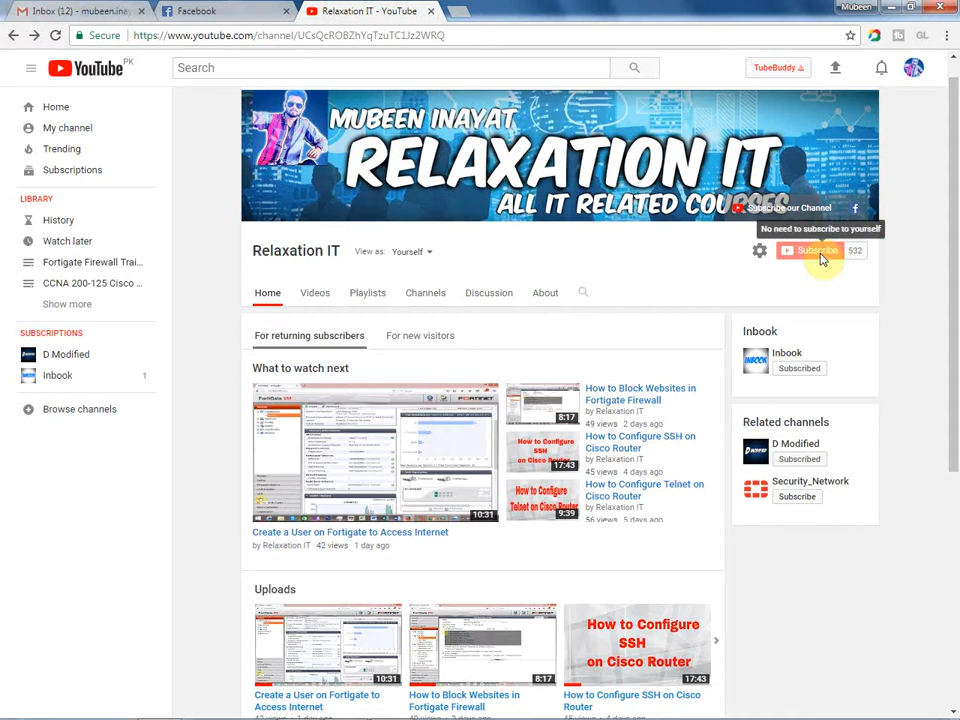 Inbox (12) - mubeen.ina
Facebook
Relaxation IT - YouTube
Mubeen
Secure
https://www.youtube.com/channel/UCsQcROBZhYqTzuTC1Jz2WRQ
GL
YouTube PK
Search
TubeBuddy
Home
My channel
Trending
Subscriptions
LIBRARY
History
Watch later
Fortigate Firewall Trai...
CCNA 200-125 Cisco ...
Show more
SUBSCRIPTIONS
D Modified
Inbook 1
Browse channels
MUBEEN INAYAT
RELAXATION IT
ALL IT RELATED COURSES
Subscribe our Channel
No need to subscribe to yourself
Relaxation IT
View as: Yourself
Subscribe 532
Home Videos Playlists Channels Discussion About
For returning subscribers For new visitors
What to watch next
FORTINET
10:31
Create a User on Fortigate to Access Internet
by Relaxation IT 42 views 1 day ago
8:17
How to Block Websites in
Fortigate Firewall
by Relaxation IT
49 views 2 days ago
How to Configure
SSH
on Cisco Router
17:43
How to Configure SSH on
Cisco Router
by Relaxation IT
45 views 4 days ago
How to Configure
Telnet on Cisco Router
9:39
How to Configure Telnet on
Cisco Router
by Relaxation IT
56 views 5 days ago
Uploads
10:31
Create a User on Fortigate to
Access Internet
8:17
How to Block Websites in
Fortigate Firewall
How to Configure
SSH
on Cisco Router
17:43
How to Configure SSH on Cisco
Router
Inbook
INBOOK
Inbook
Subscribed
Related channels
D Modified
Subscribed
Security_Network
Subscribe